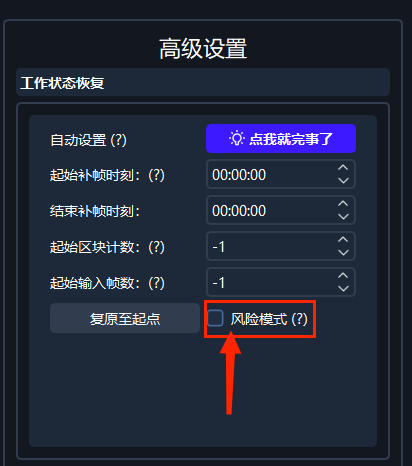 高级设置
工作状态恢复
自动设置 (?) 点我就完事了
起始补帧时刻：(?) 00:00:00
结束补帧时刻： 00:00:00
起始区块计数：(?) -1
起始输入帧数：(?) -1
复原至起点 风险模式 (?)